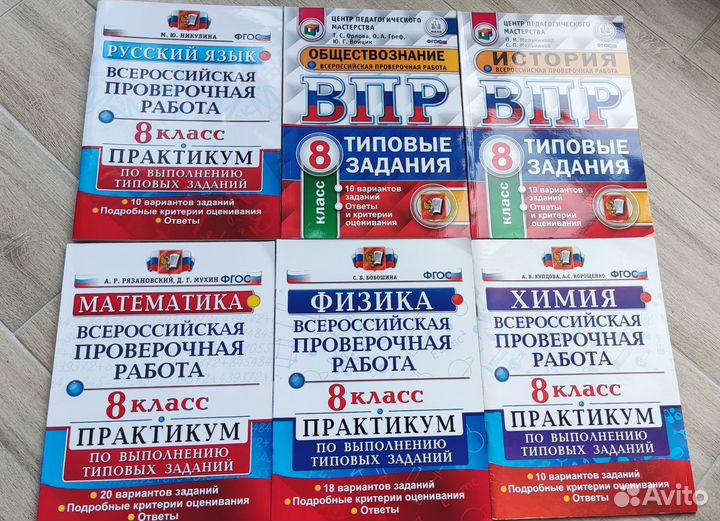 М. Ю. НИКУЛИНА
ФГОС
РУССКИЙ ЯЗЫК
ВСЕРОССИЙСКАЯ
ПРОВЕРОЧНАЯ
РАБОТА
8 КЛАСС
ПРАКТИКУМ
ПО ВЫПОЛНЕНИЮ
ТИПОВЫХ ЗАДАНИЙ
10 вариантов заданий
Подробные критерии оценивания
Ответы
ЦЕНТР ПЕДАГОГИЧЕСКОГО
МАСТЕРСТВА
Т. С. Орлова, О. А. Греф,
Ю. Г. Войцик
ФГОС
ОБЩЕСТВОЗНАНИЕ
ВСЕРОССИЙСКАЯ ПРОВЕРОЧНАЯ РАБОТА
ВПР
8
класс
ТИПОВЫЕ
ЗАДАНИЯ
10 вариантов
заданий
Ответы
и критерии
оценивания
ЦЕНТР ПЕДАГОГИЧЕСКОГО
МАСТЕРСТВА
ФГОС
ИСТОРИЯ
ВСЕРОССИЙСКАЯ ПРОВЕРОЧНАЯ РАБОТА
ВПР
8
класс
ТИПОВЫЕ
ЗАДАНИЯ
10 вариантов
заданий
Ответы
и критерии
оценивания
А. Р. РЯЗАНОВСКИЙ, Д. Г. МУХИН
ФГОС
МАТЕМАТИКА
ВСЕРОССИЙСКАЯ
ПРОВЕРОЧНАЯ
РАБОТА
8 КЛАСС
ПРАКТИКУМ
ПО ВЫПОЛНЕНИЮ
ТИПОВЫХ ЗАДАНИЙ
20 вариантов заданий
Подробные критерии оценивания
Ответы
С. Б. БОБОШИНА
ФГОС
ФИЗИКА
ВСЕРОССИЙСКАЯ
ПРОВЕРОЧНАЯ
РАБОТА
8 КЛАСС
ПРАКТИКУМ
ПО ВЫПОЛНЕНИЮ
ТИПОВЫХ ЗАДАНИЙ
18 вариантов заданий
Подробные критерии оценивания
Ответы
А. В. КУПЦОВА, А.С. КОРОЩЕНКО
ФГОС
ХИМИЯ
ВСЕРОССИЙСКАЯ
ПРОВЕРОЧНАЯ
РАБОТА
8 КЛАСС
ПРАКТИКУМ
ПО ВЫПОЛНЕНИЮ
ТИПОВЫХ ЗАДАНИЙ
10 вариантов заданий
Подробные критерии оценивания
Ответы
Avito